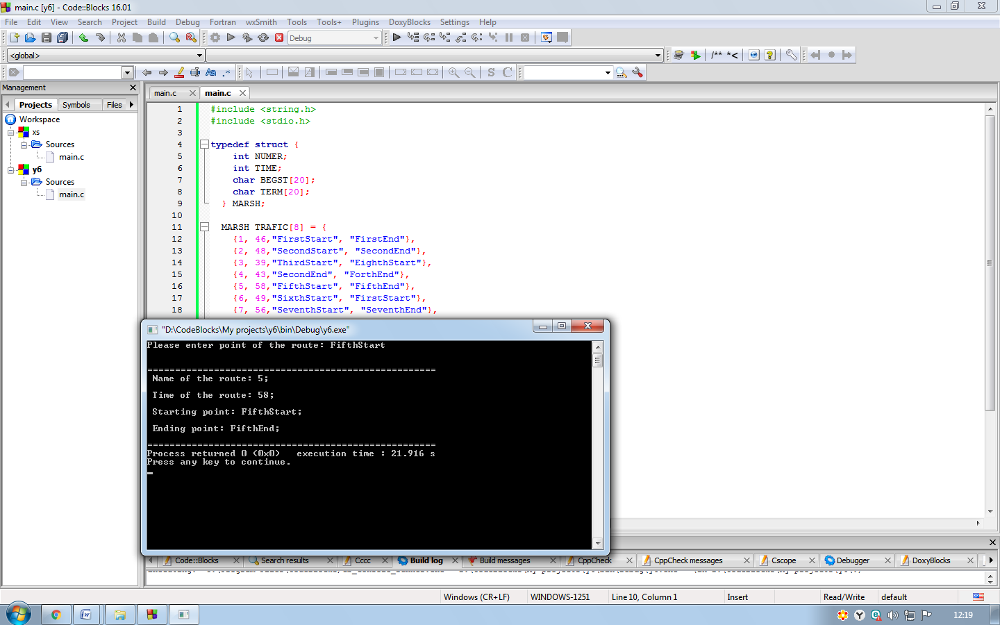 main.c [y6] - Code::Blocks 16.01
File Edit View Search Project Build Debug Fortran wxSmith Tools Tools+ Plugins DoxyBlocks Settings Help
Debug
<global>
/** *<
Management
Projects Symbols Files
Workspace
xs
Sources
main.c
y6
Sources
main.c
main.c main.c
1 #include <string.h>
2 #include <stdio.h>
3
4 typedef struct {
5 int NUMER;
6 int TIME;
7 char BEGST[20];
8 char TERM[20];
9 } MARSH;
10
11 MARSH TRAFIC[8] = {
12 {1, 46,"FirstStart", "FirstEnd"},
13 {2, 48,"SecondStart", "SecondEnd"},
14 {3, 39,"ThirdStart", "EighthStart"},
15 {4, 43,"SecondEnd", "ForthEnd"},
16 {5, 58,"FifthStart", "FifthEnd"},
17 {6, 49,"SixthStart", "FirstStart"},
18 {7, 56,"SeventhStart", "SeventhEnd"},
"D:\CodeBlocks\My projects\y6\bin\Debug\y6.exe"
Please enter point of the route: FifthStart
====================================================
Name of the route: 5;
Time of the route: 58;
Starting point: FifthStart;
Ending point: FifthEnd;
====================================================
Process returned 0 (0x0) execution time : 21.916 s
Press any key to continue.
Code::Blocks Search results Cccc Build log Build messages CppCheck CppCheck messages Cscope Debugger DoxyBlocks
Windows (CR+LF) WINDOWS-1251 Line 10, Column 1 Insert Read/Write default
12:19